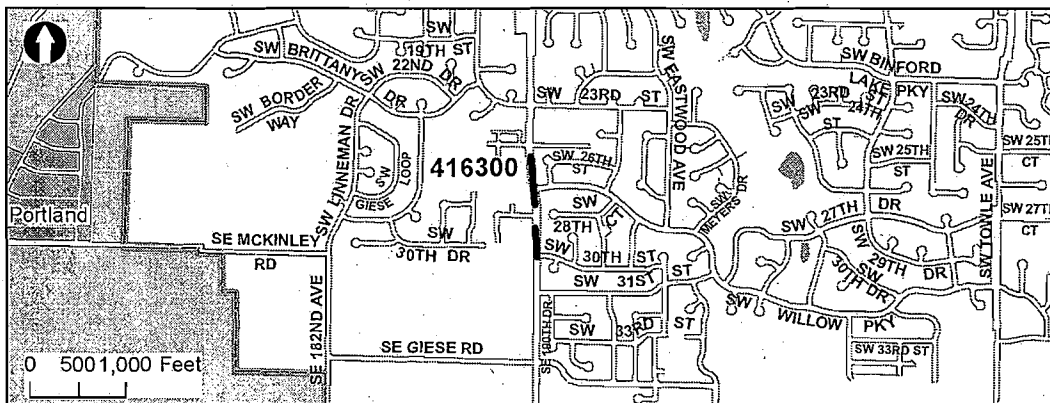 SW
19TH ST
SW BRITTANY DR
SW 22ND DR
SW BORDER WAY
SW LINNEMAN DR
SW GIESE LOOP
416300
SW 23RD ST
SW EASTWOOD AVE
SW 26TH ST
SW 28TH CT
SW 30TH ST
SW 31ST ST
SW 33RD ST
SW 30TH DR
SE MCKINLEY RD
SE 182ND AVE
SE GIESE RD
SE 190TH DR
SW MEYERS DR
SW BINFORD LAKE PKY
SW 23RD ST
SW 24TH ST
SW 24TH DR
SW 25TH ST
SW 25TH CT
SW 27TH DR
SW 27TH CT
SW 29TH DR
SW 30TH DR
SW TOWLE AVE
SW WILLOW PKY
SW 33RD ST
Portland
0 500 1,000 Feet